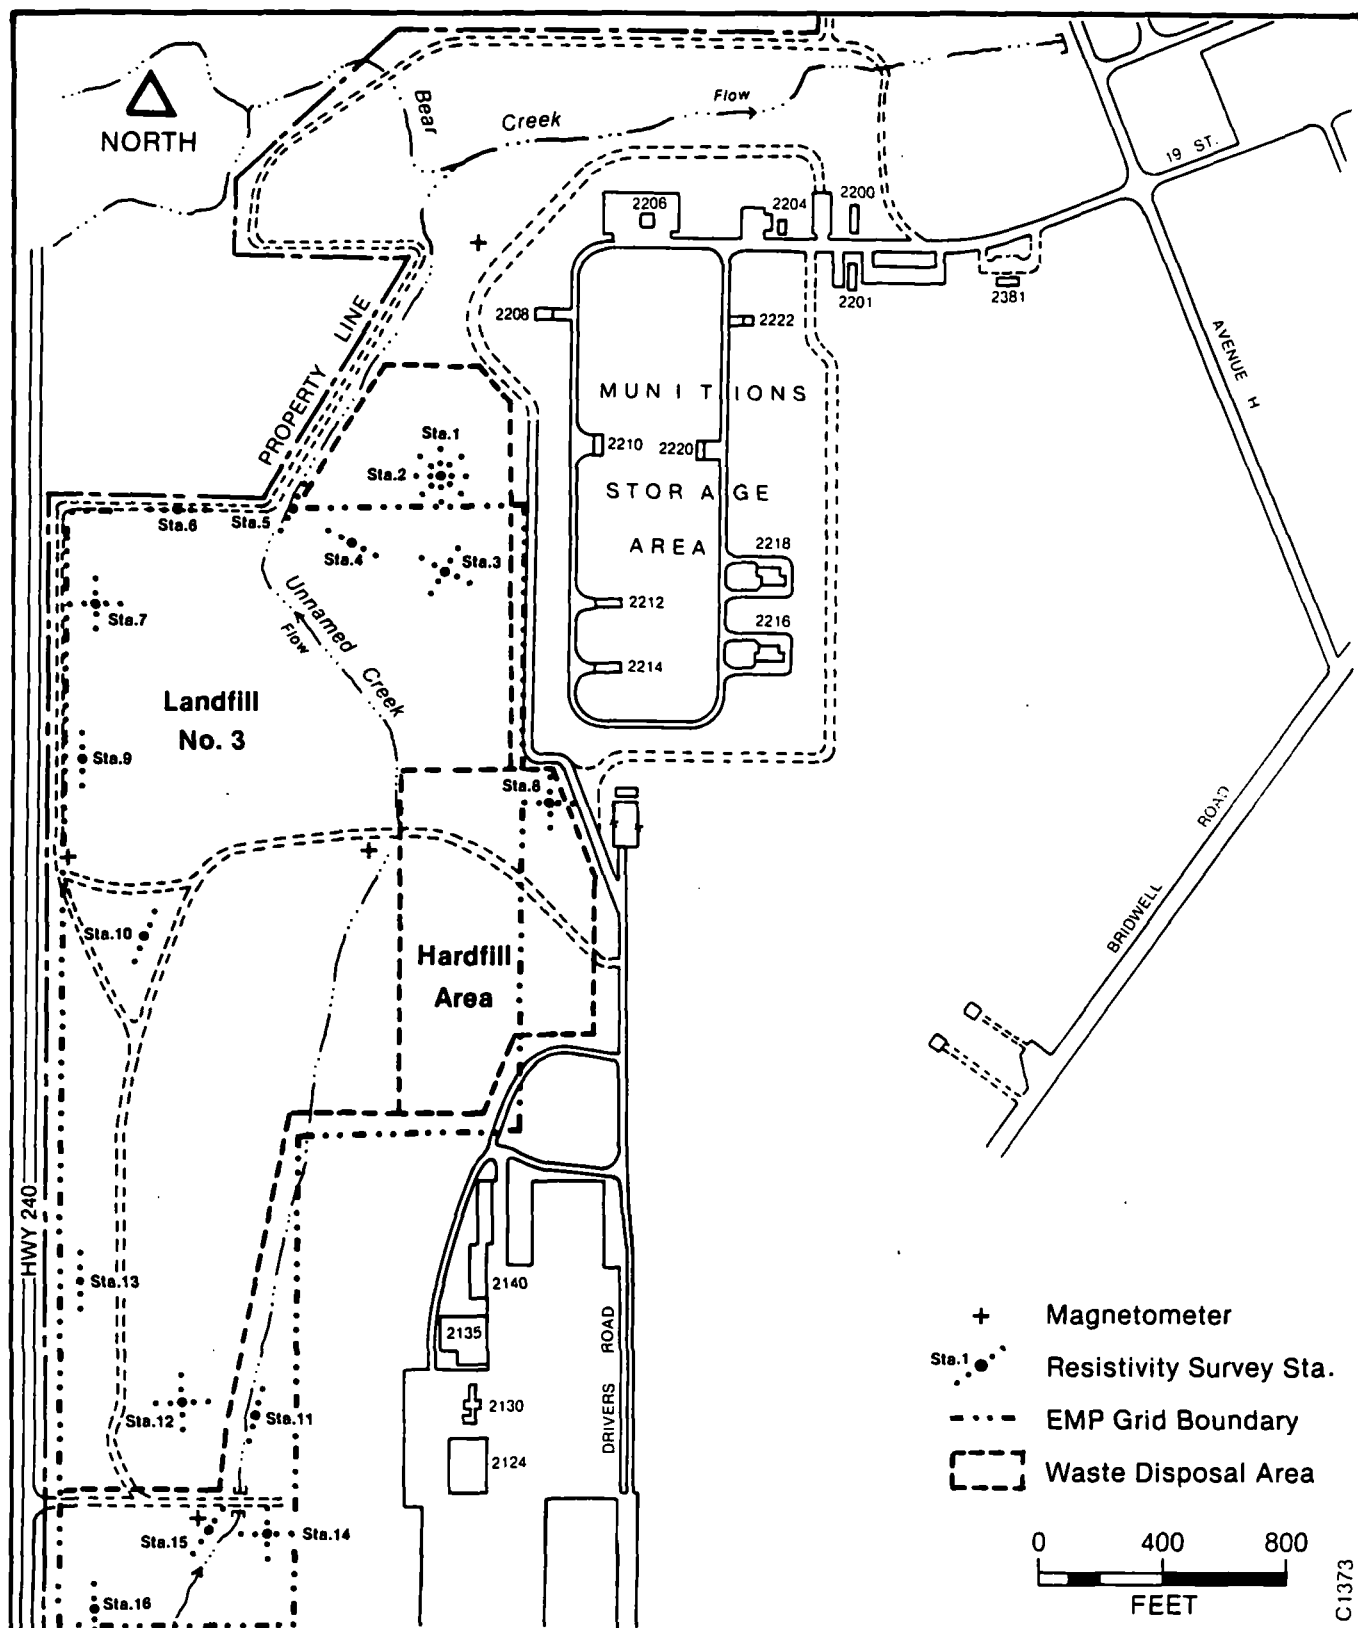 NORTH
Bear
Creek
Flow
19 ST.
2206
2204
2200
2201
2381
2208
2222
AVENUE H
PROPERTY LINE
MUNITIONS
STORAGE
AREA
2210
2220
2218
2212
2216
2214
Sta.1
Sta.2
Sta.6
Sta.5
Sta.4
Sta.3
Sta.7
Unnamed Creek
Flow
Landfill
No. 3
Sta.9
Sta.8
BRIDWELL ROAD
Sta.10
Hardfill
Area
HWY 240
Sta.13
2140
2135
2130
2124
DRIVERS ROAD
Sta.12
Sta.11
Sta.15
Sta.14
Sta.16
+ Magnetometer
Sta.1 Resistivity Survey Sta.
EMP Grid Boundary
Waste Disposal Area
0 400 800
FEET
C1373